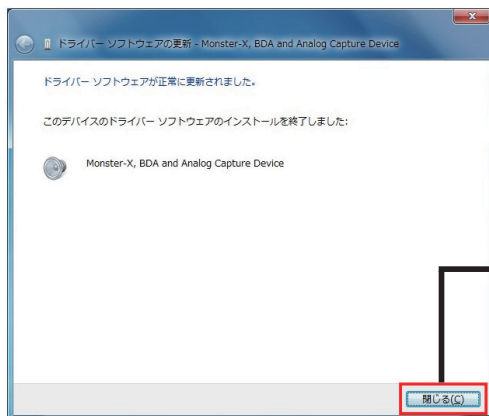 ドライバー ソフトウェアの更新 - Monster-X, BDA and Analog Capture Device
ドライバー ソフトウェアが正常に更新されました。
このデバイスのドライバー ソフトウェアのインストールを終了しました:
Monster-X, BDA and Analog Capture Device
閉じる(C)